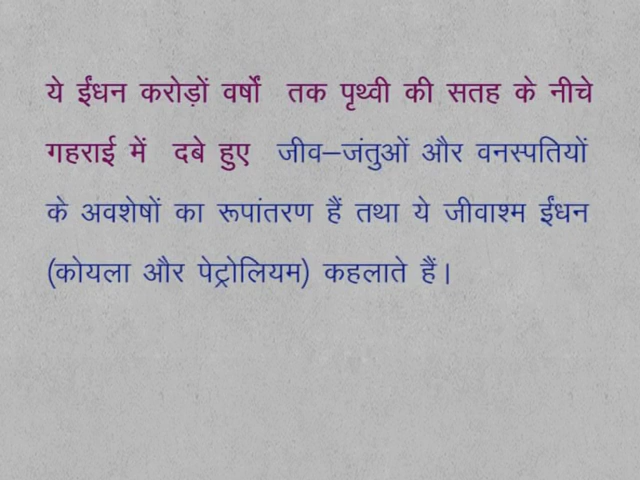 ये ईंधन करोड़ों वर्षों तक पृथ्वी की सतह के नीचे
गहराई में दबे हुए जीव–जंतुओं और वनस्पतियों
के अवशेषों का रूपांतरण हैं तथा ये जीवाश्म ईंधन
(कोयला और पेट्रोलियम) कहलाते हैं।